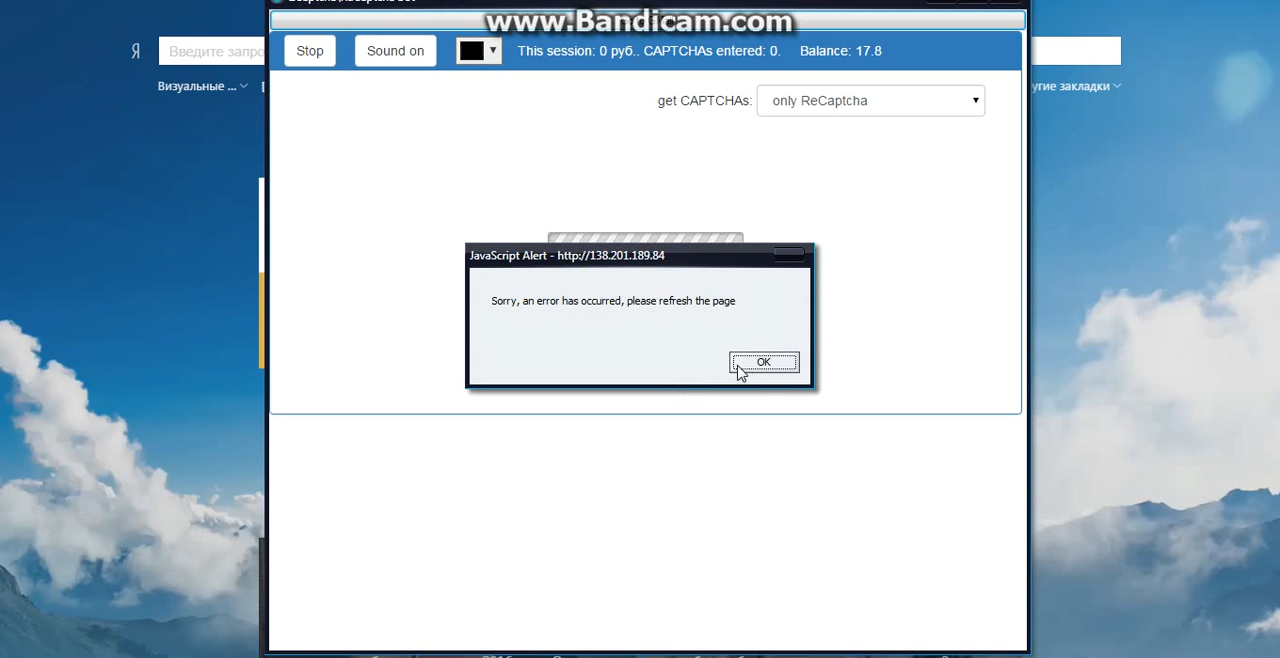 www.Bandicam.com
Я
Введите запро
Stop
Sound on
This session: 0 руб.. CAPTCHAs entered: 0.
Balance: 17.8
Визуальные ...
угие закладки
get CAPTCHAs:
only ReCaptcha
JavaScript Alert - http://138.201.189.84
Sorry, an error has occurred, please refresh the page
OK